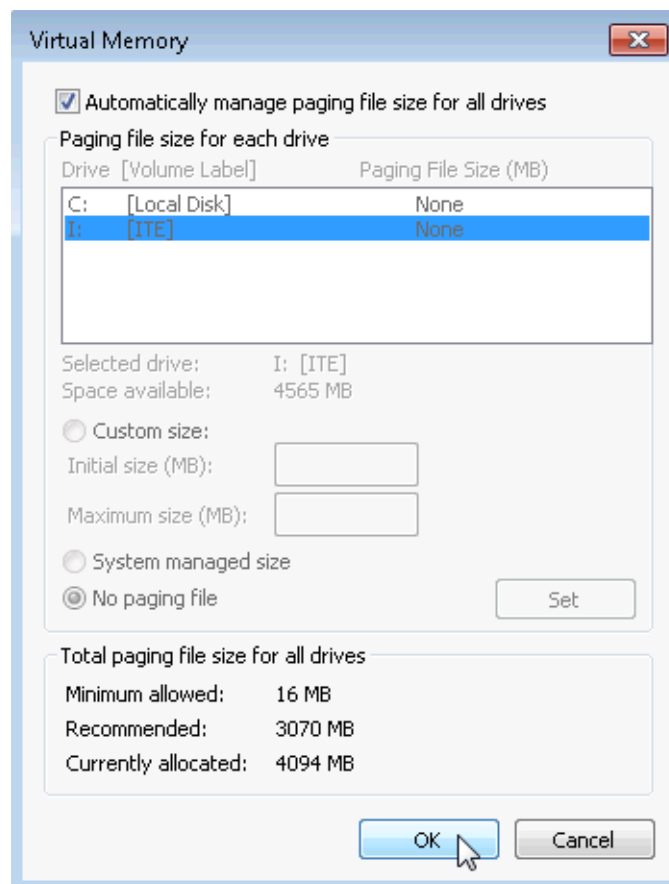 Virtual Memory
Automatically manage paging file size for all drives
Paging file size for each drive
Drive [Volume Label] Paging File Size (MB)
C: [Local Disk] None
I: [ITE] None
Selected drive: I: [ITE]
Space available: 4565 MB
Custom size:
Initial size (MB):
Maximum size (MB):
System managed size
No paging file Set
Total paging file size for all drives
Minimum allowed: 16 MB
Recommended: 3070 MB
Currently allocated: 4094 MB
OK Cancel